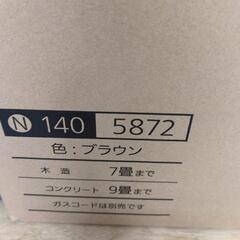 N 140 5872
色:ブラウン
木造 7畳まで
コンクリート 9畳まで
ガスコードは別売です